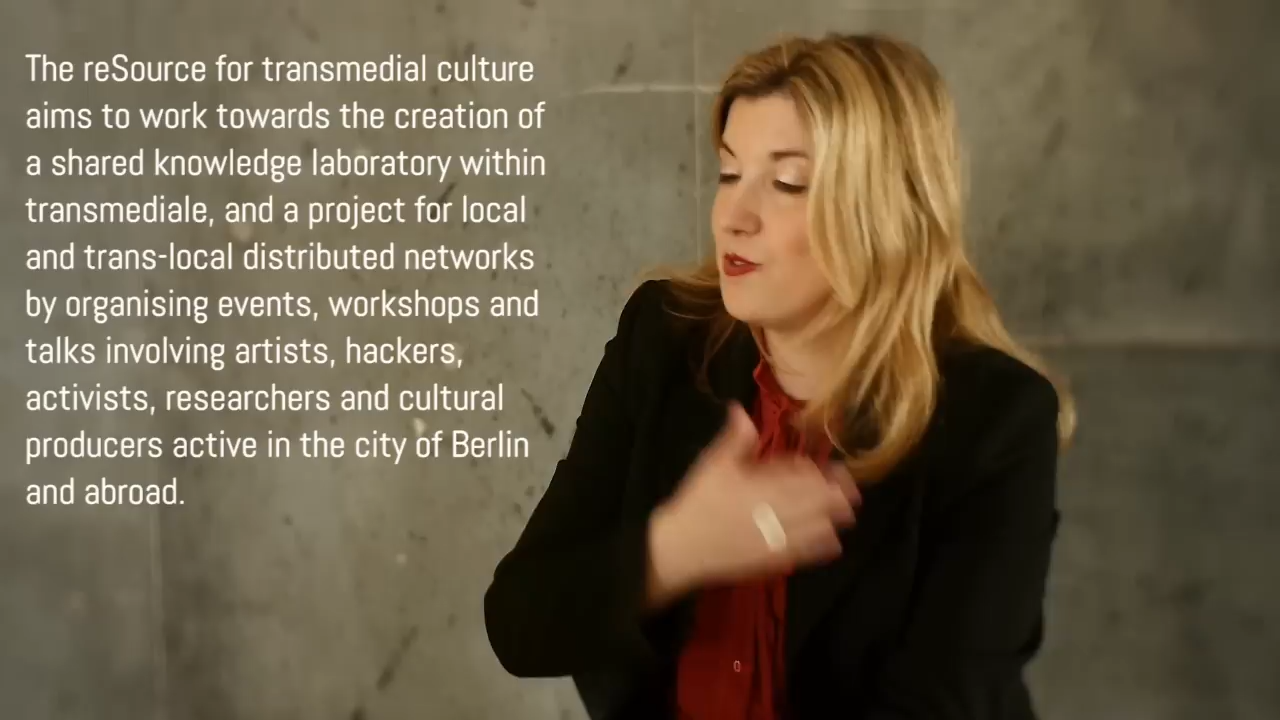 The reSource for transmedial culture
aims to work towards the creation of
a shared knowledge laboratory within
transmediale, and a project for local
and trans-local distributed networks
by organising events, workshops and
talks involving artists, hackers,
activists, researchers and cultural
producers active in the city of Berlin
and abroad.